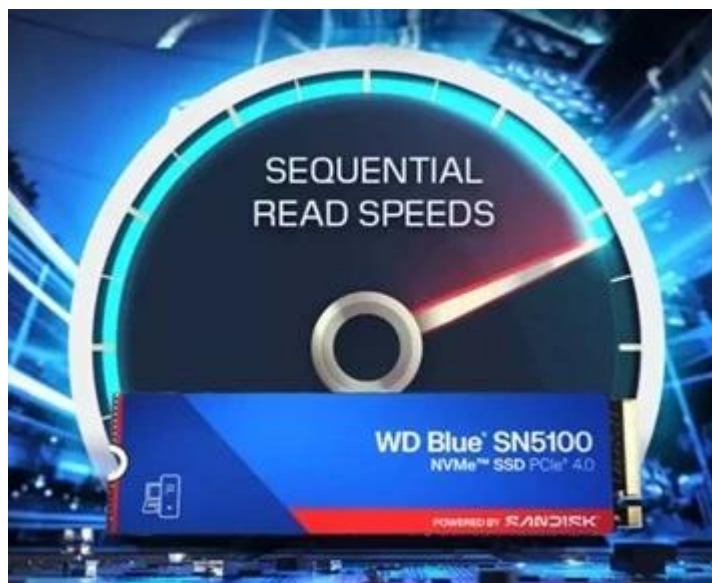 SEQUENTIAL
READ SPEEDS
WD Blue® SN5100
NVMe™ SSD PCIe® 4.0
POWERED BY SANDISK®